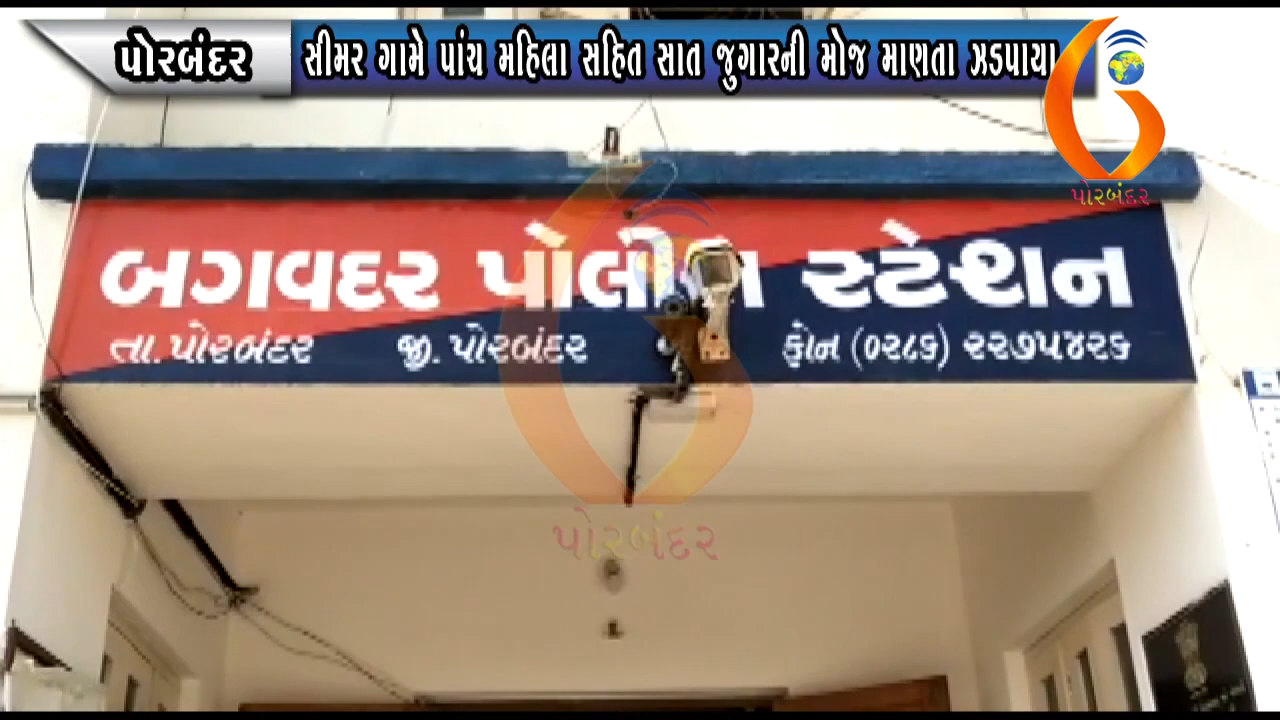 પોરબંદર
સીમર ગામે પાંચ મહિલા સહિત સાત જુગારની મોજ માણતા ઝડપાયા
પોરબંદર
બગવદર પોલીસ સ્ટેશન
તા. પોરબંદર જી. પોરબંદર ફોન (૦૨૮૬) ૨૨૭૫૪૨૬
પોરબંદર